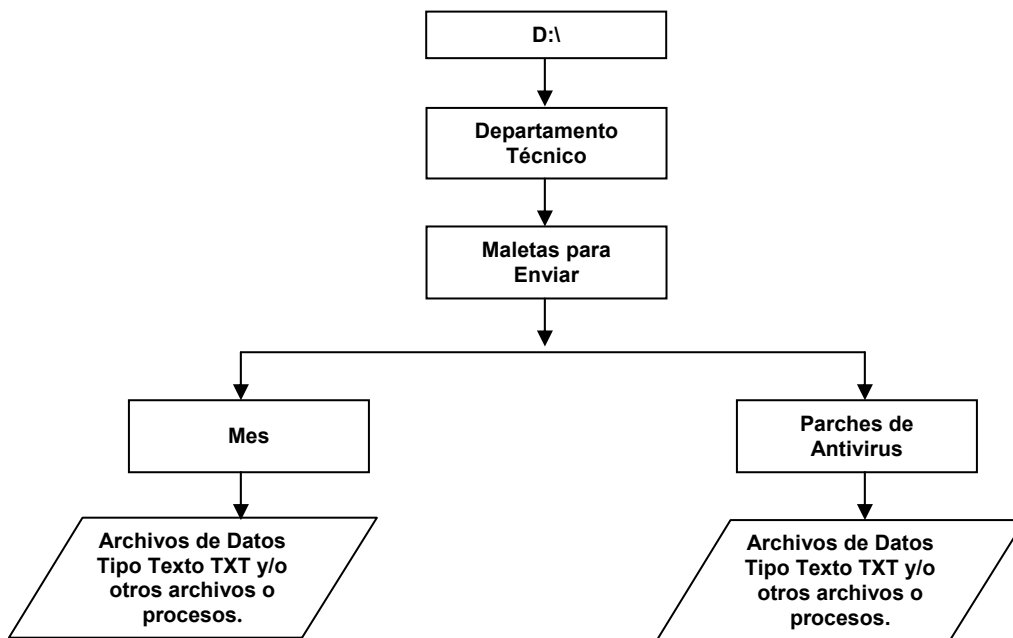 D:\
Departamento
Técnico
Maletas para
Enviar
Mes
Parches de
Antivirus
Archivos de Datos
Tipo Texto TXT y/o
otros archivos o
procesos.
Archivos de Datos
Tipo Texto TXT y/o
otros archivos o
procesos.